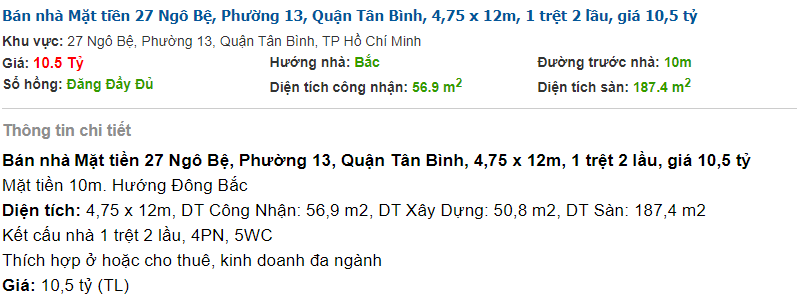 Bán nhà Mặt tiền 27 Ngô Bệ, Phường 13, Quận Tân Bình, 4,75 x 12m, 1 trệt 2 lầu, giá 10,5 tỷ
Khu vực: 27 Ngô Bệ, Phường 13, Quận Tân Bình, TP Hồ Chí Minh
Giá: 10.5 Tỷ Hướng nhà: Bắc Đường trước nhà: 10m
Sổ hồng: Đăng Đầy Đủ Diện tích công nhận: 56.9 m2 Diện tích sàn: 187.4 m2
Thông tin chi tiết
Bán nhà Mặt tiền 27 Ngô Bệ, Phường 13, Quận Tân Bình, 4,75 x 12m, 1 trệt 2 lầu, giá 10,5 tỷ
Mặt tiền 10m. Hướng Đông Bắc
Diện tích: 4,75 x 12m, DT Công Nhận: 56,9 m2, DT Xây Dựng: 50,8 m2, DT Sàn: 187,4 m2
Kết cấu nhà 1 trệt 2 lầu, 4PN, 5WC
Thích hợp ở hoặc cho thuê, kinh doanh đa ngành
Giá: 10,5 tỷ (TL)